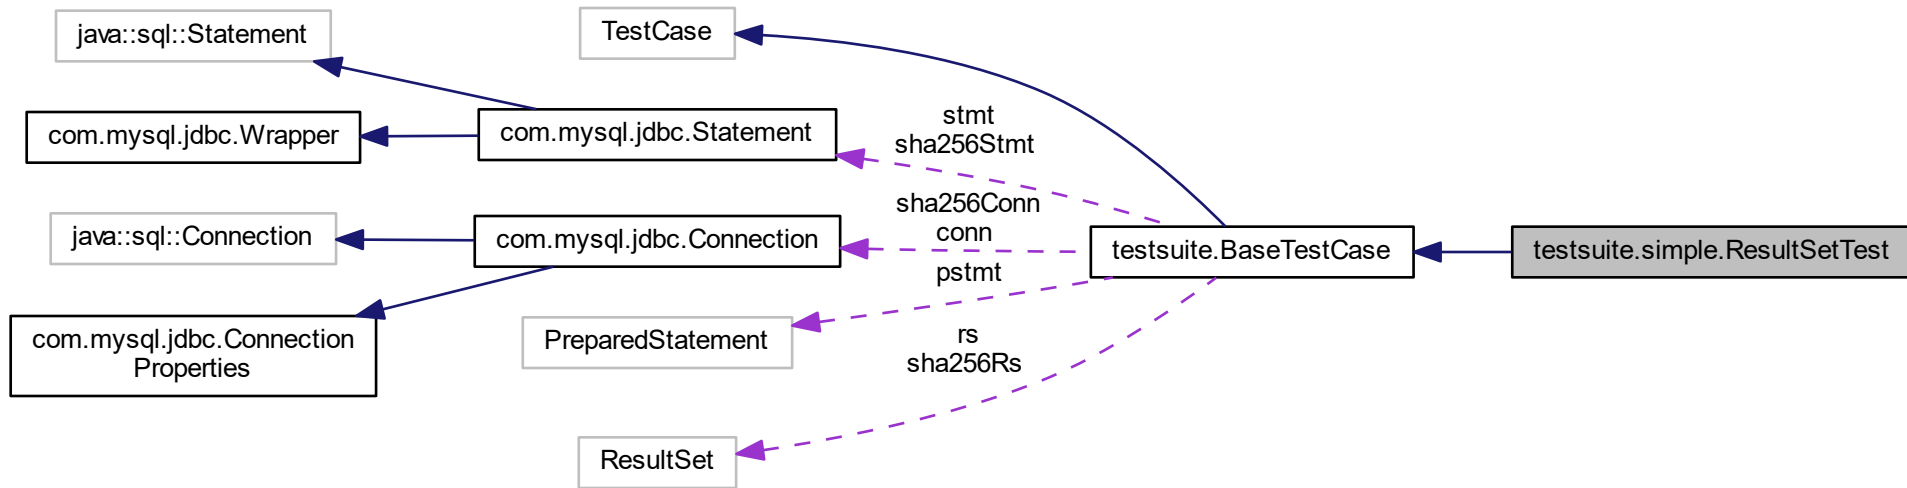 java::sql::Statement
TestCase
com.mysql.jdbc.Wrapper
com.mysql.jdbc.Statement
stmt
sha256Stmt
java::sql::Connection
com.mysql.jdbc.Connection
sha256Conn
conn
testsuite.BaseTestCase
testsuite.simple.ResultSetTest
com.mysql.jdbc.Connection
Properties
PreparedStatement
pstmt
rs
sha256Rs
ResultSet